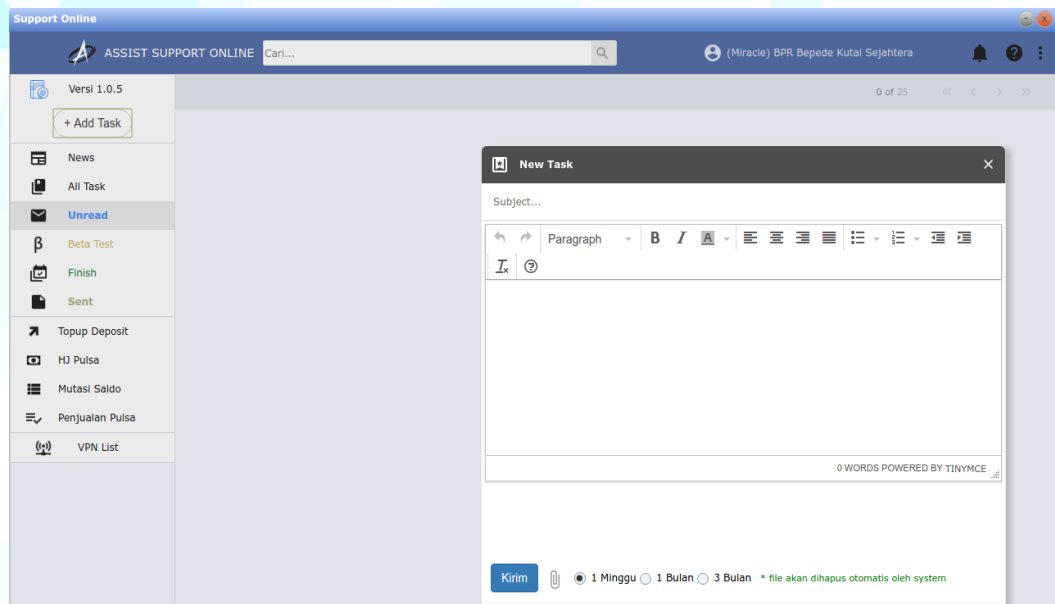 Support Online
ASSIST SUPPORT ONLINE Cari... (Miracle) BPR Bepede Kutai Sejahtera
Versi 1.0.5
0 of 25
+ Add Task
News
All Task
Unread
β Beta Test
Finish
Sent
Topup Deposit
HJ Pulsa
Mutasi Saldo
Penjualan Pulsa
VPN List
New Task
Subject...
Paragraph B I A
0 WORDS POWERED BY TINYMCE
Kirim 1 Minggu 1 Bulan 3 Bulan * file akan dihapus otomatis oleh system